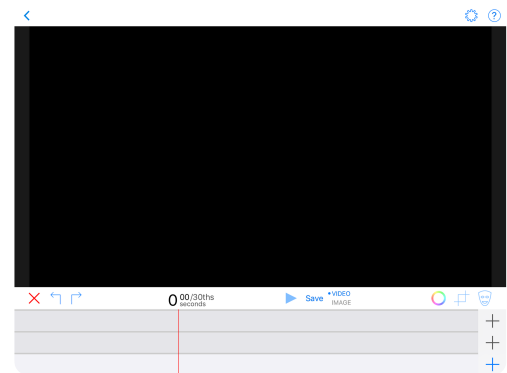 ?
0 00/30ths
seconds
Save
•VIDEO
IMAGE